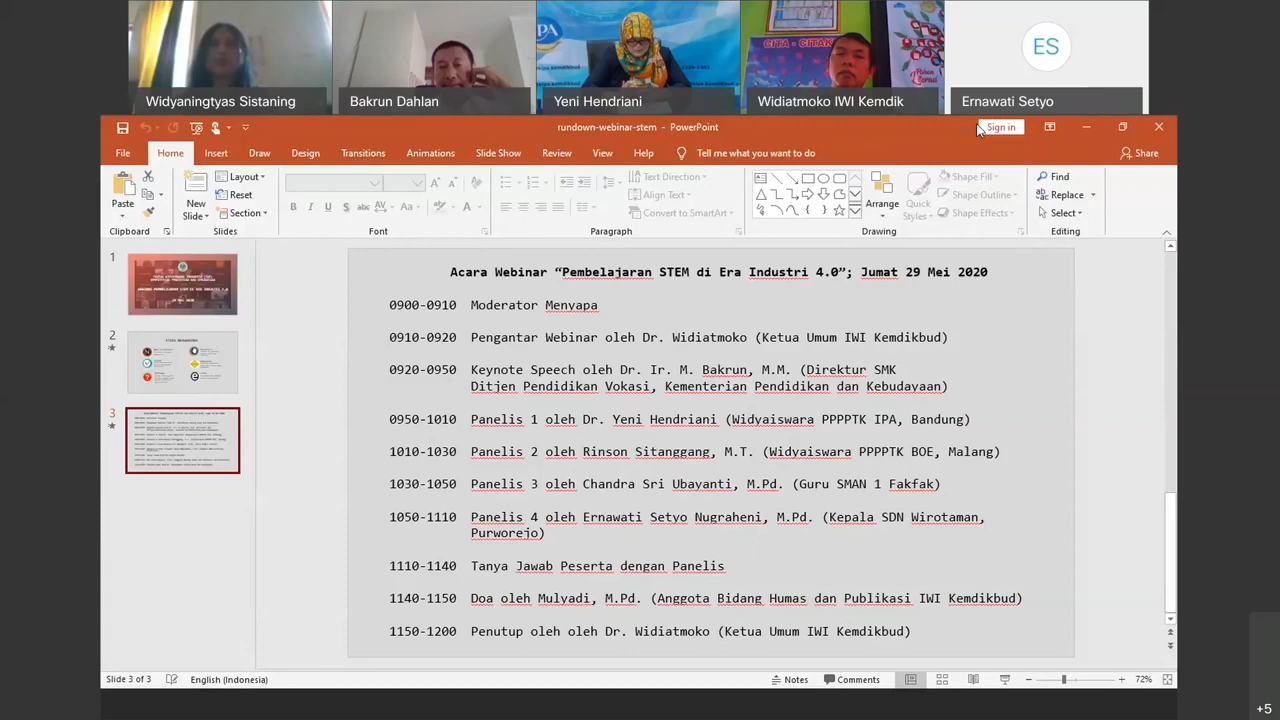 Widyaningtyas Sistaning
Bakrun Dahlan
Yeni Hendriani
Widiatmoko IWI Kemdik
ES
Ernawati Setyo
CITA - CITAK
rundown-webinar-stem - PowerPoint
Sign in
File Home Insert Draw Design Transitions Animations Slide Show Review View Help Tell me what you want to do Share
Paste
Clipboard
New Slide
Layout
Reset
Section
Slides
Font
Text Direction
Align Text
Convert to SmartArt
Paragraph
Arrange
Quick Styles
Shape Fill
Shape Outline
Shape Effects
Drawing
Find
Replace
Select
Editing
1
2
3
Acara Webinar “Pembelajaran STEM di Era Industri 4.0”; Jumat 29 Mei 2020
0900-0910 Moderator Menyapa
0910-0920 Pengantar Webinar oleh Dr. Widiatmoko (Ketua Umum IWI Kemdikbud)
0920-0950 Keynote Speech oleh Dr. Ir. M. Bakrun, M.M. (Direktur SMK
Ditjen Pendidikan Vokasi, Kementerian Pendidikan dan Kebudayaan)
0950-1010 Panelis 1 oleh Dr. Yeni Hendriani (Widyaiswara PPPPTK IPA, Bandung)
1010-1030 Panelis 2 oleh Rinson Sitanggang, M.T. (Widyaiswara PPPPTK BOE, Malang)
1030-1050 Panelis 3 oleh Chandra Sri Ubayanti, M.Pd. (Guru SMAN 1 Fakfak)
1050-1110 Panelis 4 oleh Ernawati Setyo Nugraheni, M.Pd. (Kepala SDN Wirotaman,
Purworejo)
1110-1140 Tanya Jawab Peserta dengan Panelis
1140-1150 Doa oleh Mulyadi, M.Pd. (Anggota Bidang Humas dan Publikasi IWI Kemdikbud)
1150-1200 Penutup oleh oleh Dr. Widiatmoko (Ketua Umum IWI Kemdikbud)
Slide 3 of 3
English (Indonesia)
Notes
Comments
72%
+5